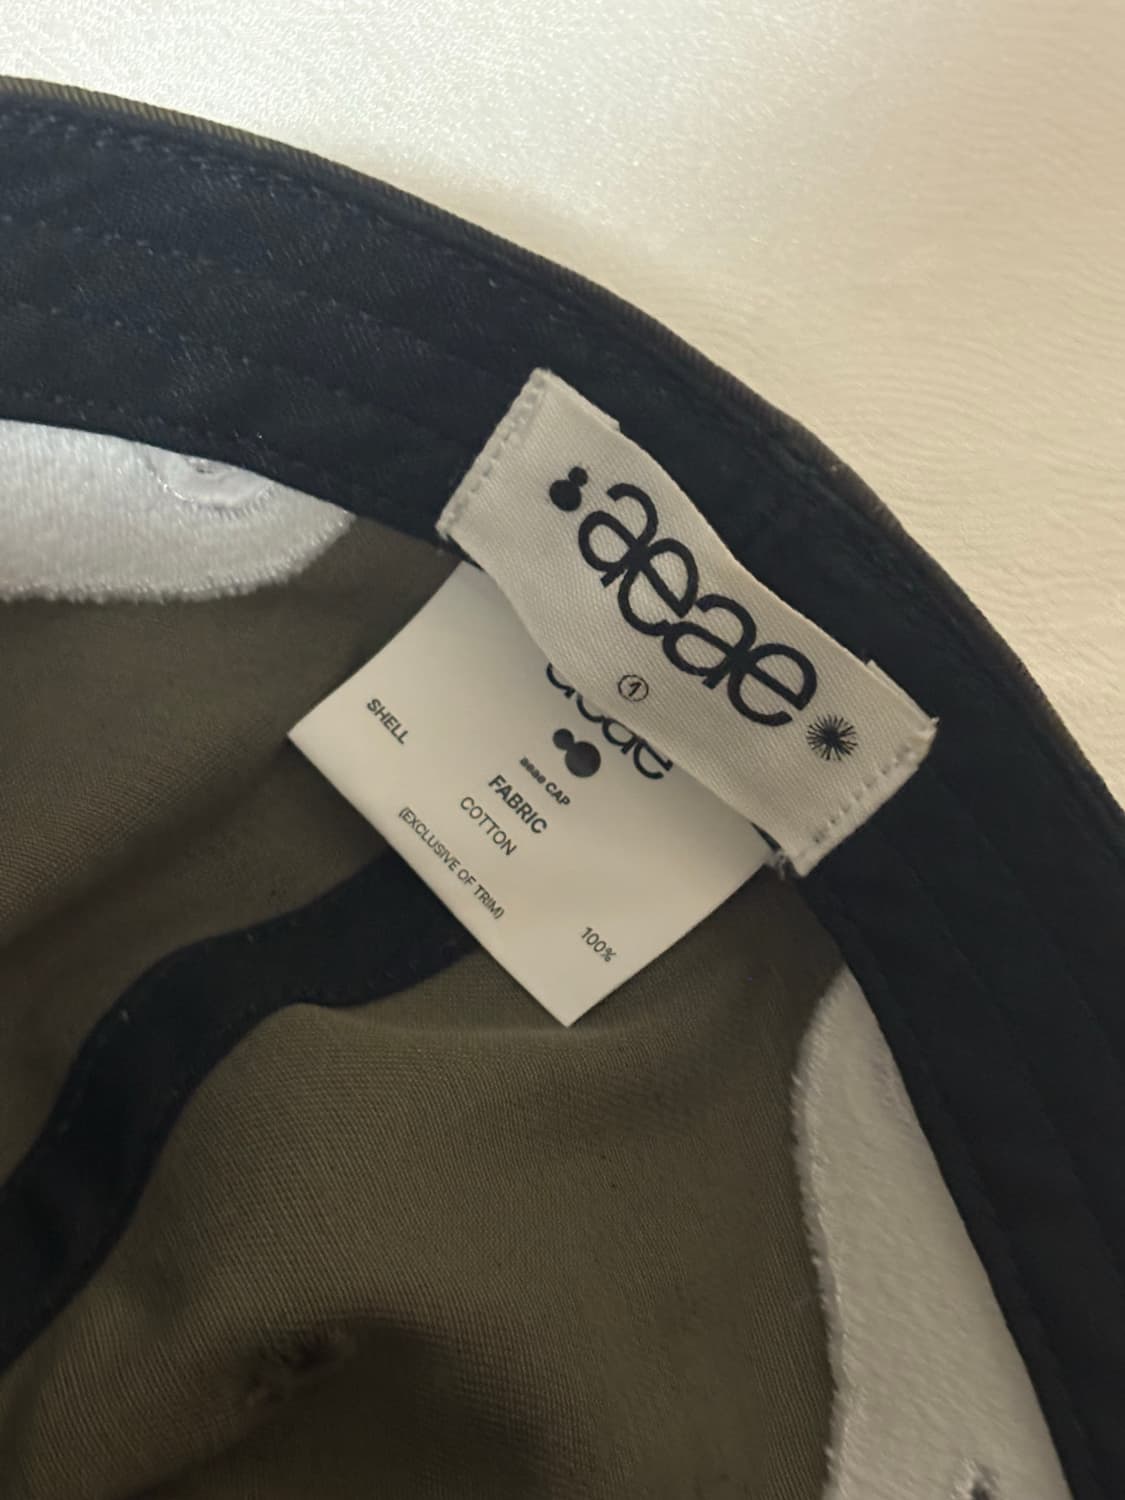 aeae
1
aeae
aeae CAP
FABRIC
SHELL
COTTON
100%
(EXCLUSIVE OF TRIM)